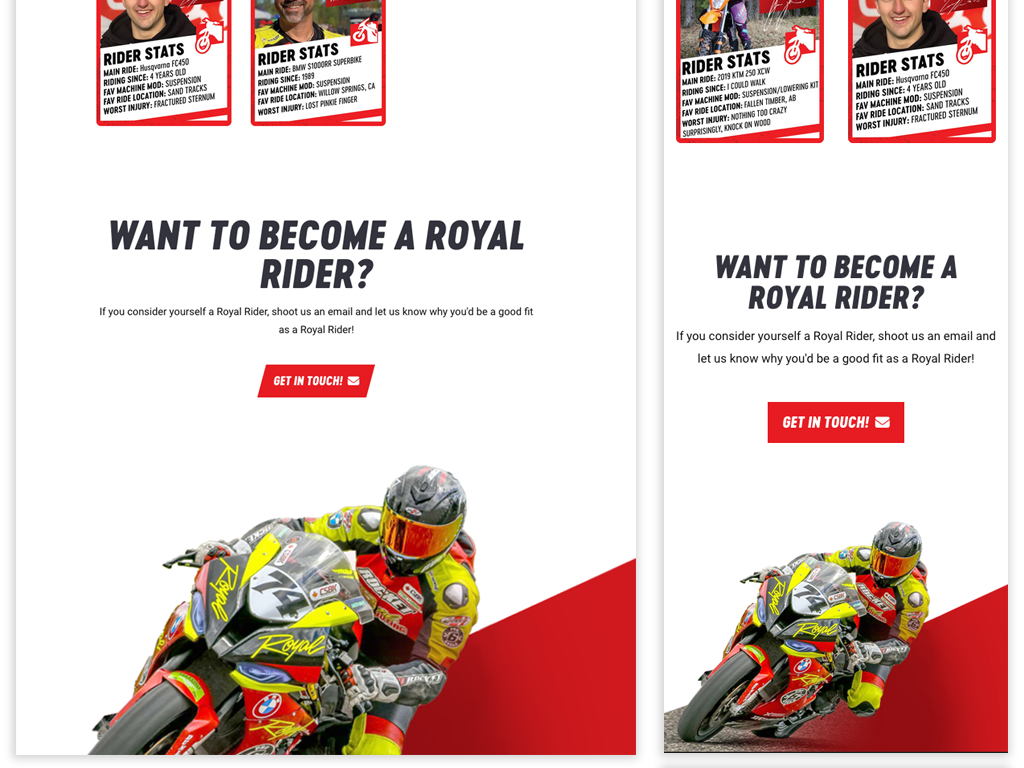 RIDER STATS
MAIN RIDE: Husqvarna FC450
RIDING SINCE: 4 YEARS OLD
FAV MACHINE MOD: SUSPENSION
FAV RIDE LOCATION: SAND TRACKS
WORST INJURY: FRACTURED STERNUM
RIDER STATS
MAIN RIDE: BMW S1000RR SUPERBIKE
RIDING SINCE: 1989
FAV MACHINE MOD: SUSPENSION
FAV RIDE LOCATION: WILLOW SPRINGS, CA
WORST INJURY: LOST PINKIE FINGER
WANT TO BECOME A ROYAL
RIDER?
If you consider yourself a Royal Rider, shoot us an email and let us know why you'd be a good fit
as a Royal Rider!
GET IN TOUCH!
Royal
74
CSBK
Royal
ROCKET
BMW
RIDER STATS
MAIN RIDE: 2019 KTM 250 XCW
RIDING SINCE: I COULD WALK
FAV MACHINE MOD: SUSPENSION/LOWERING KIT
FAV RIDE LOCATION: FALLEN TIMBER, AB
WORST INJURY: NOTHING TOO CRAZY
SURPRISINGLY, KNOCK ON WOOD
RIDER STATS
MAIN RIDE: Husqvarna FC450
RIDING SINCE: 4 YEARS OLD
FAV MACHINE MOD: SUSPENSION
FAV RIDE LOCATION: SAND TRACKS
WORST INJURY: FRACTURED STERNUM
WANT TO BECOME A
ROYAL RIDER?
If you consider yourself a Royal Rider, shoot us an email and
let us know why you'd be a good fit as a Royal Rider!
GET IN TOUCH!
Royal
74
Royal